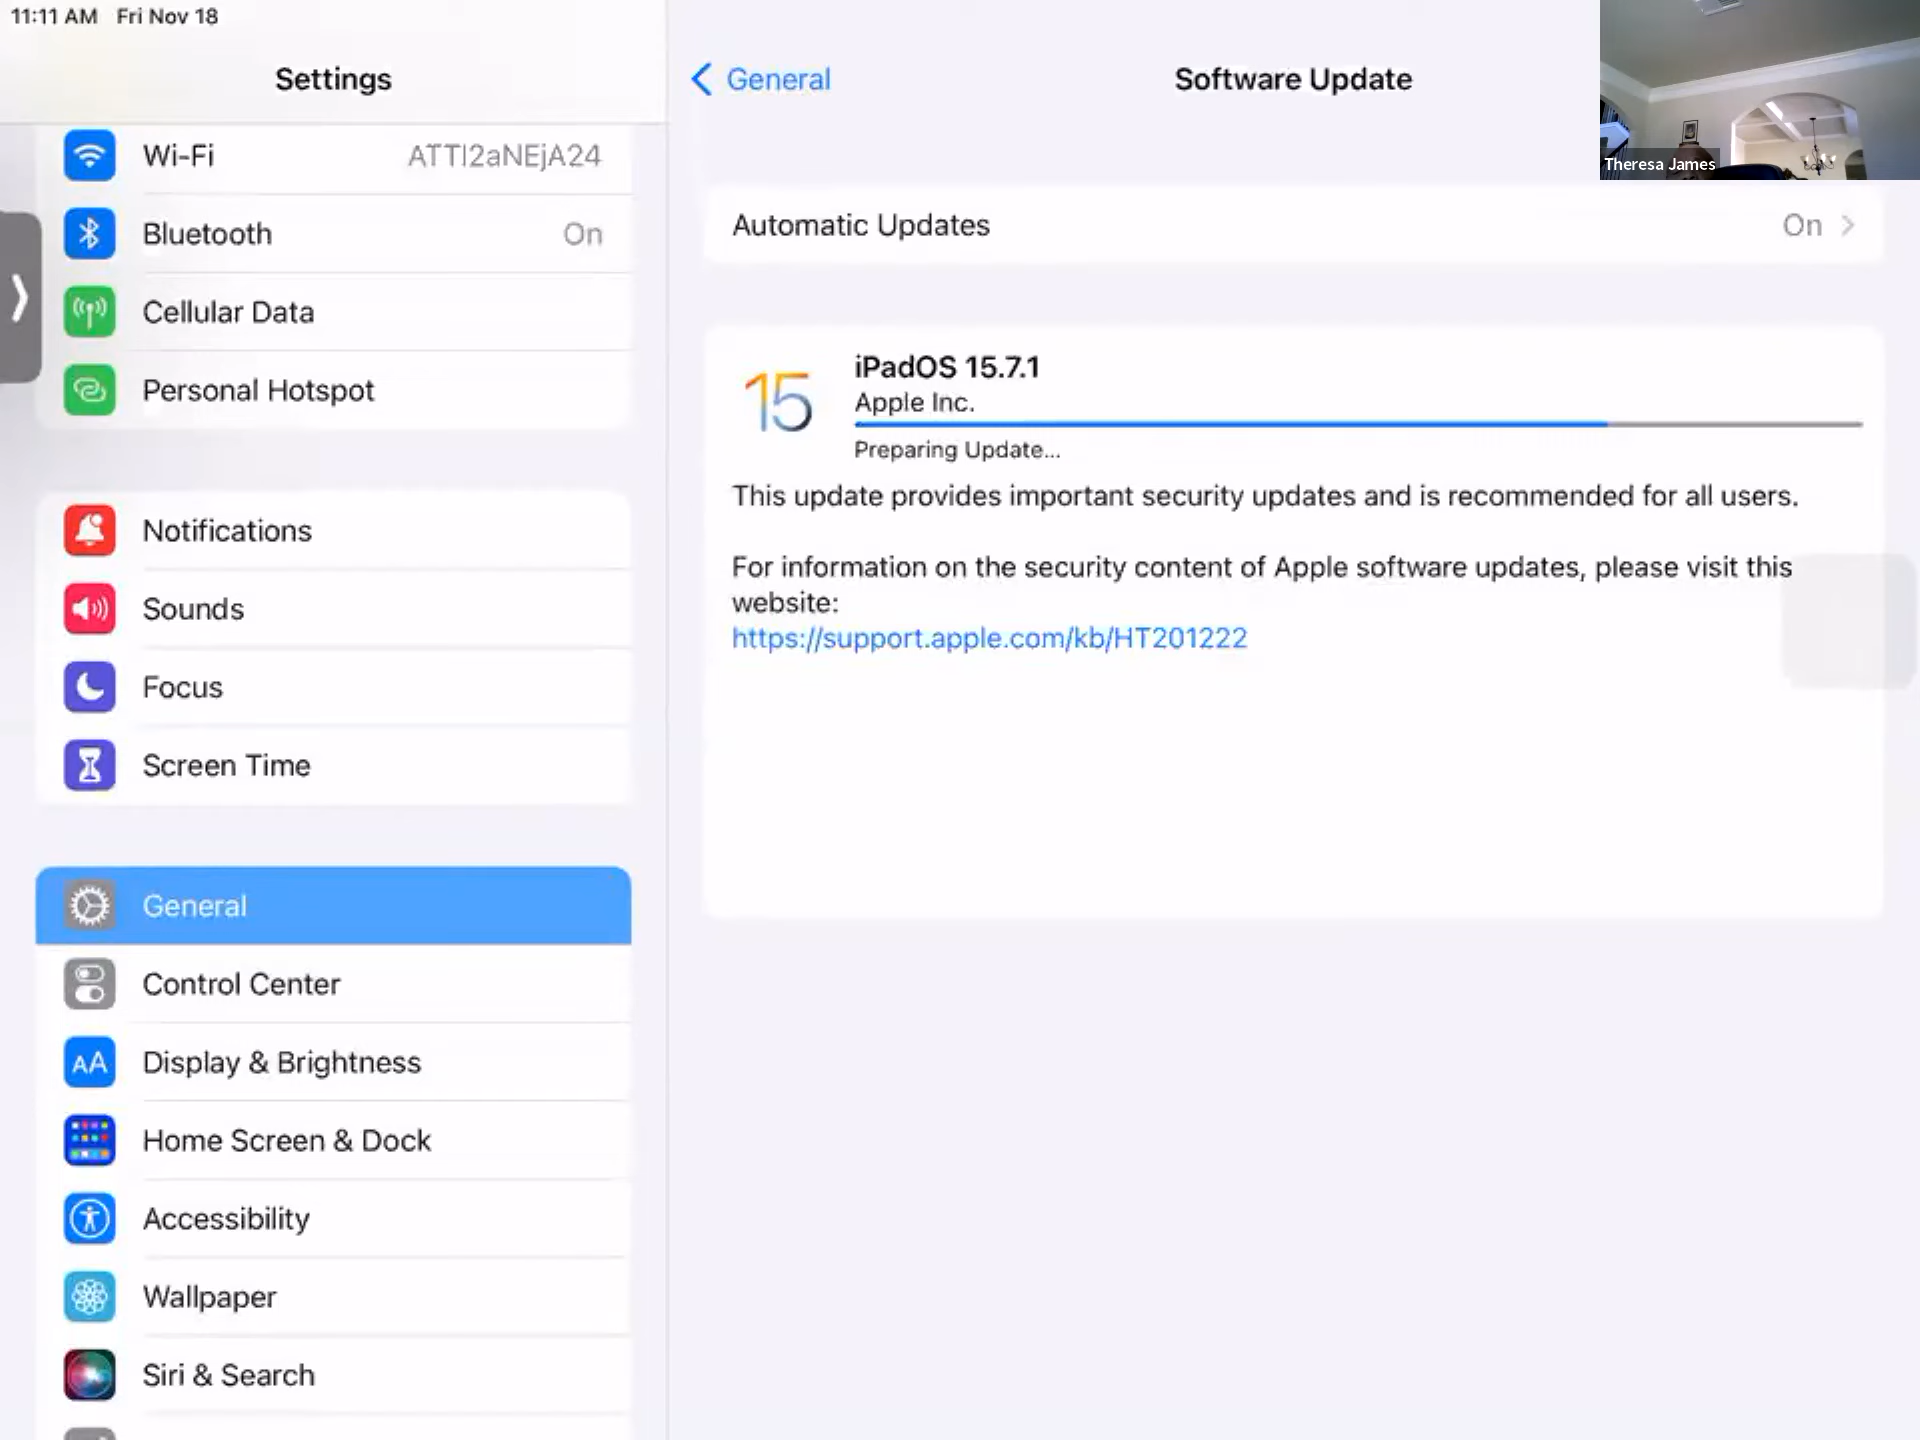 11:11 AM Fri Nov 18
Settings
Wi-Fi ATTI2aNEjA24
Bluetooth On
Cellular Data
Personal Hotspot
Notifications
Sounds
Focus
Screen Time
General
Control Center
AA Display & Brightness
Home Screen & Dock
Accessibility
Wallpaper
Siri & Search
General
Software Update
Theresa James
Automatic Updates On
15
iPadOS 15.7.1
Apple Inc.
Preparing Update...
This update provides important security updates and is recommended for all users.
For information on the security content of Apple software updates, please visit this
website:
https://support.apple.com/kb/HT201222